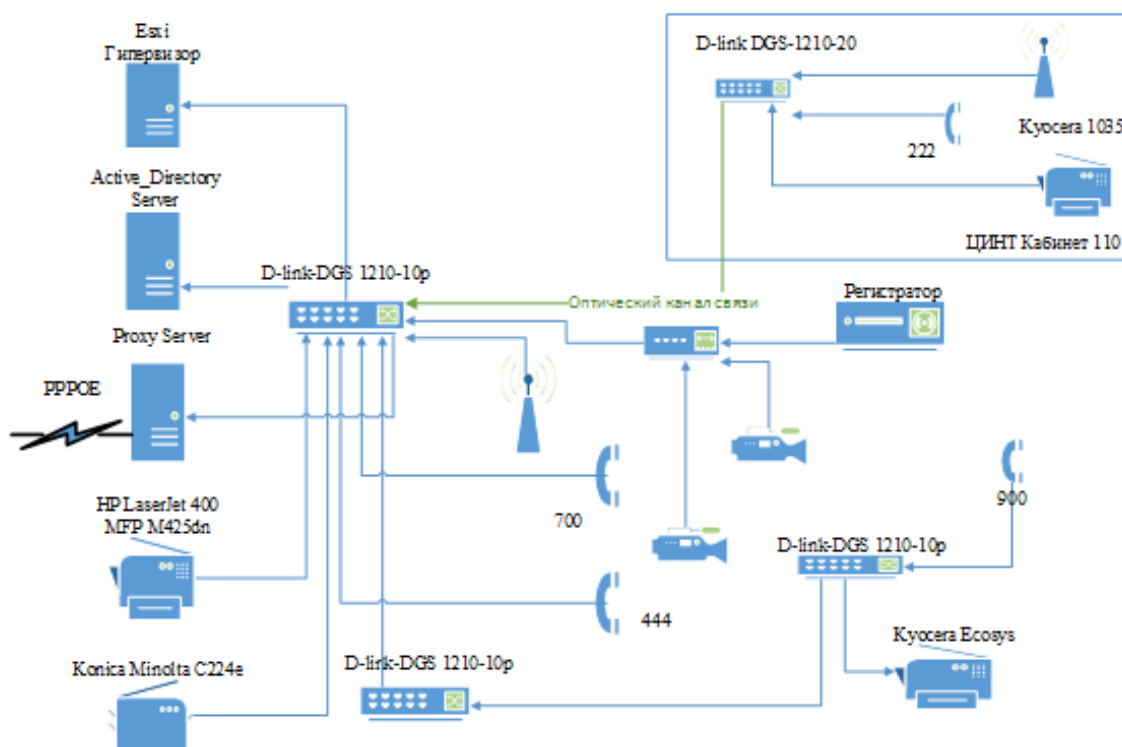 Esxi
Гипервизор
D-link DGS-1210-20
Kyocera 1035
222
Active_Directory
Server
ЦИНТ Кабинет 110
D-link-DGS 1210-10p
Оптический канал связи
Регистратор
Proxy Server
PPPOE
HP LaserJet 400
MFP M425dn
700
900
D-link-DGS 1210-10p
444
Kyocera Ecosys
Konica Minolta C224e
D-link-DGS 1210-10p